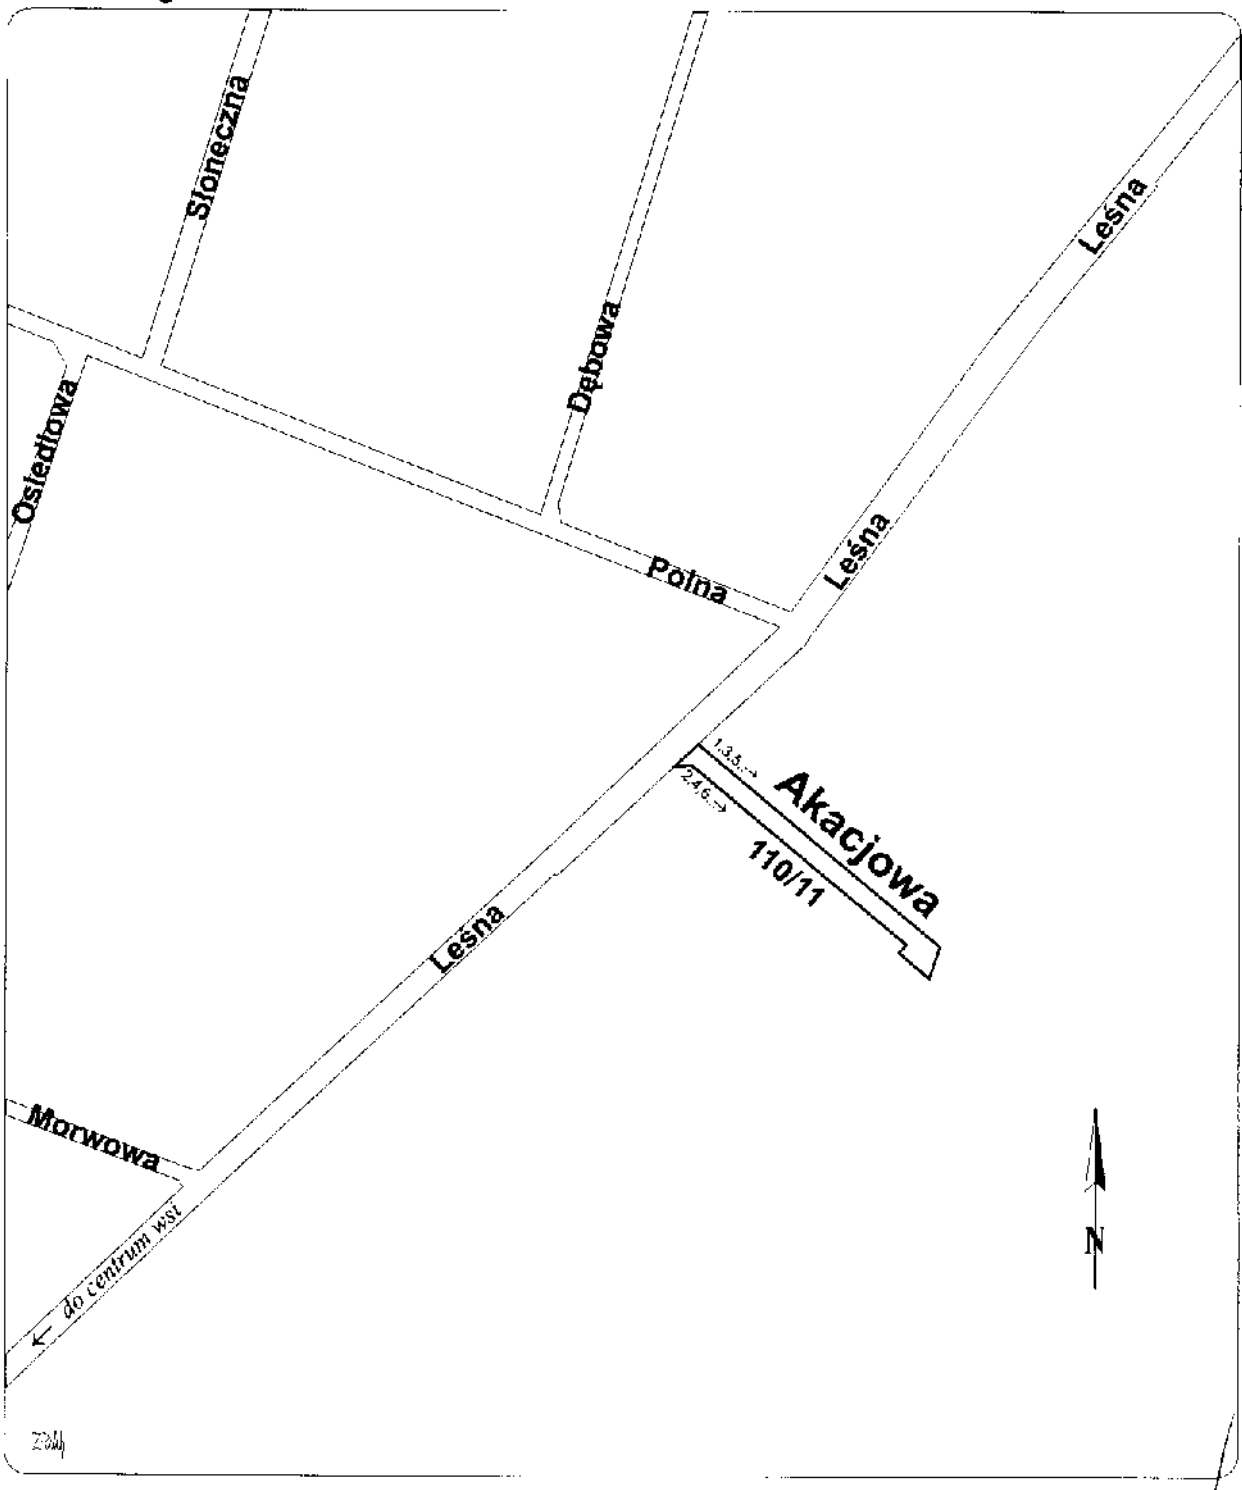 Słoneczna
Leśna
Dębowa
Osiedlowa
Leśna
Polna
1,3,5..→
Akacjowa
2,4,6..→
110/11
Leśna
Morwowa
do centrum wsi
N